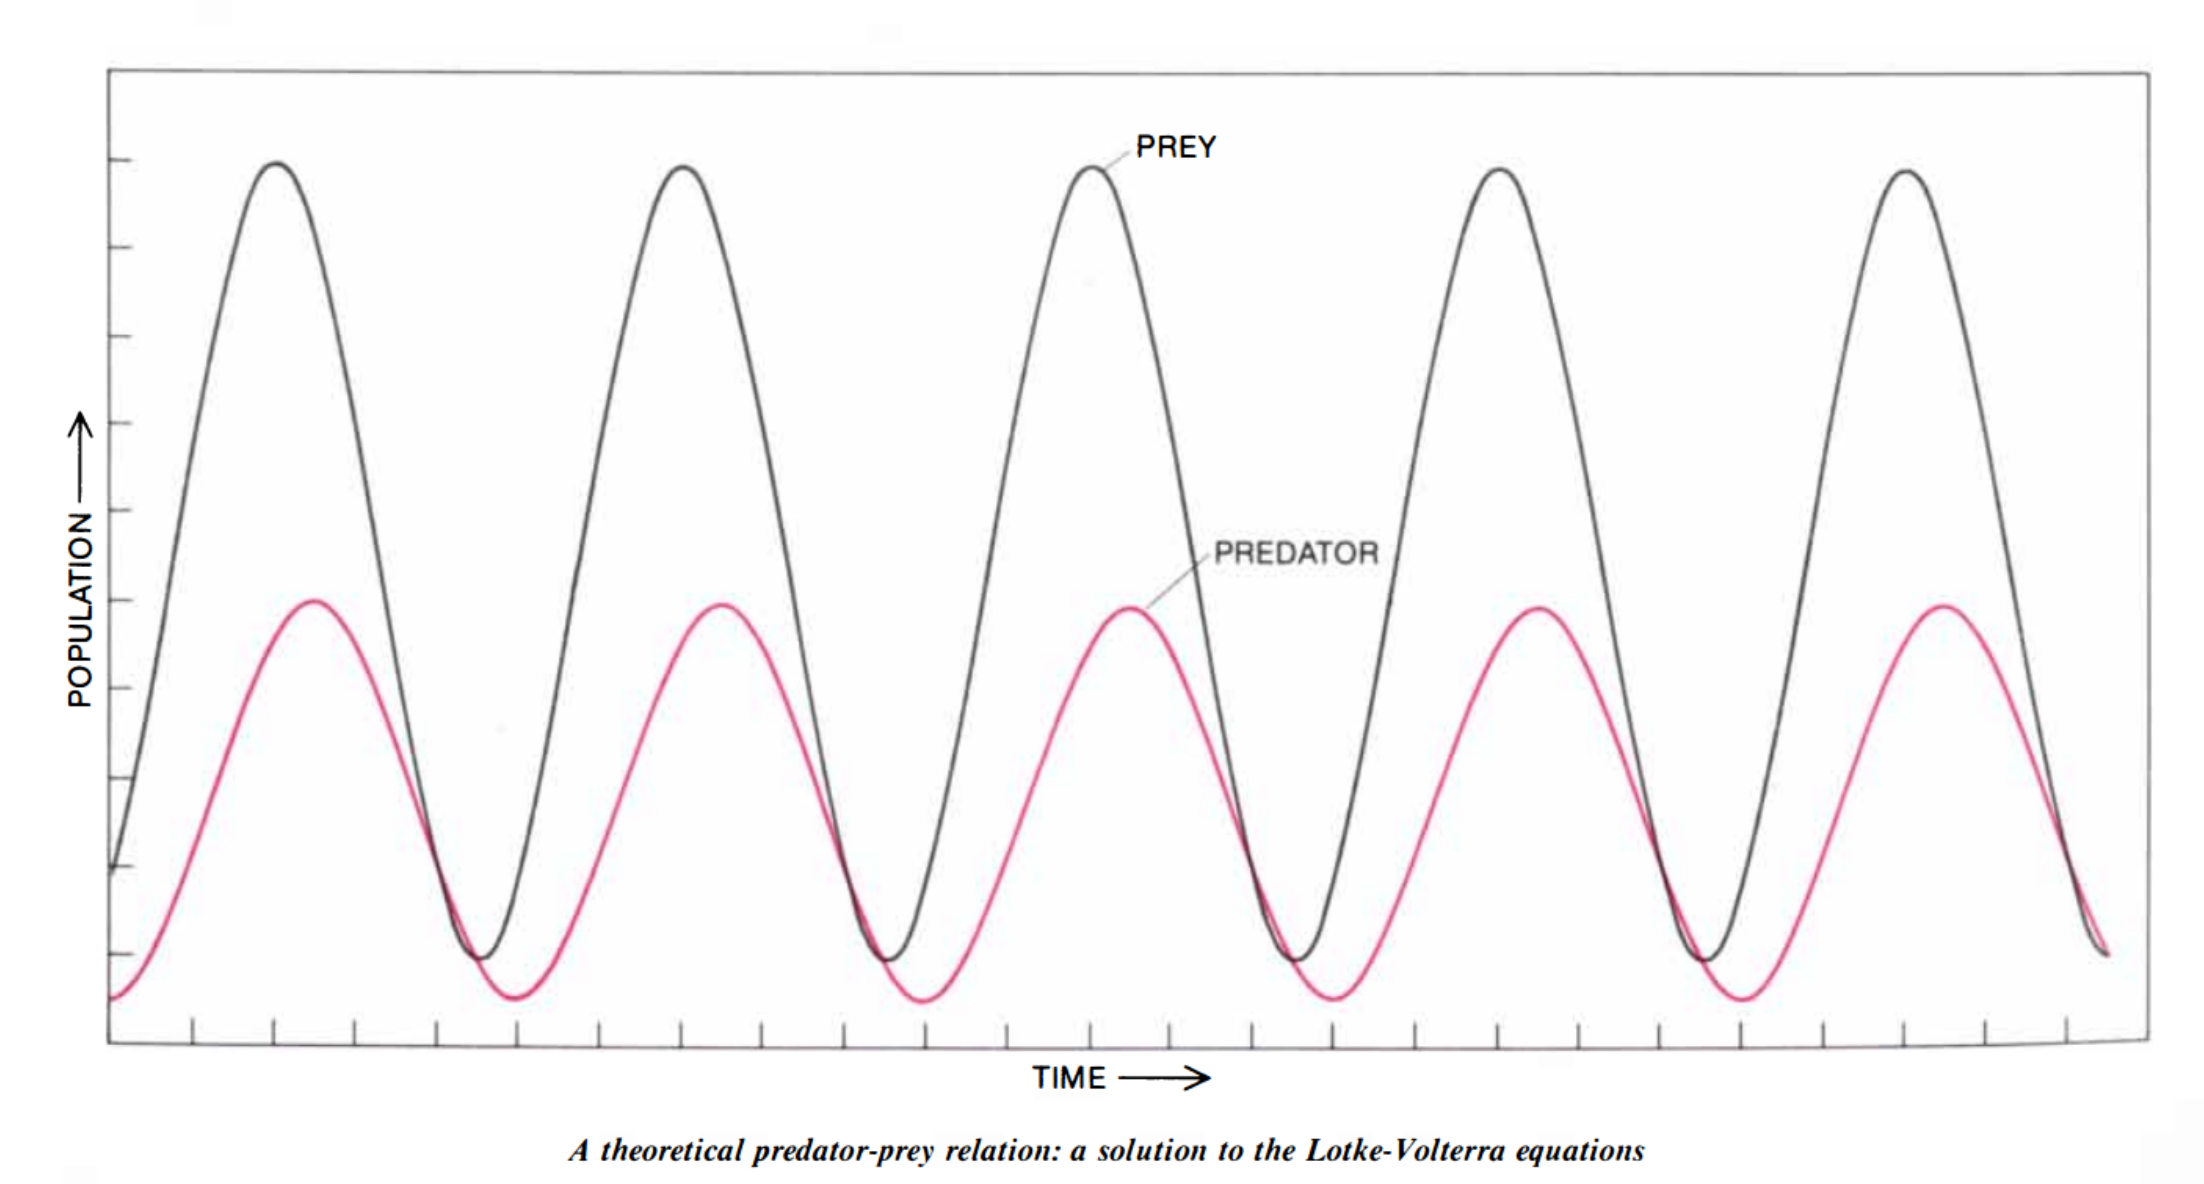 PREY
PREDATOR
POPULATION
TIME
A theoretical predator-prey relation: a solution to the Lotke-Volterra equations